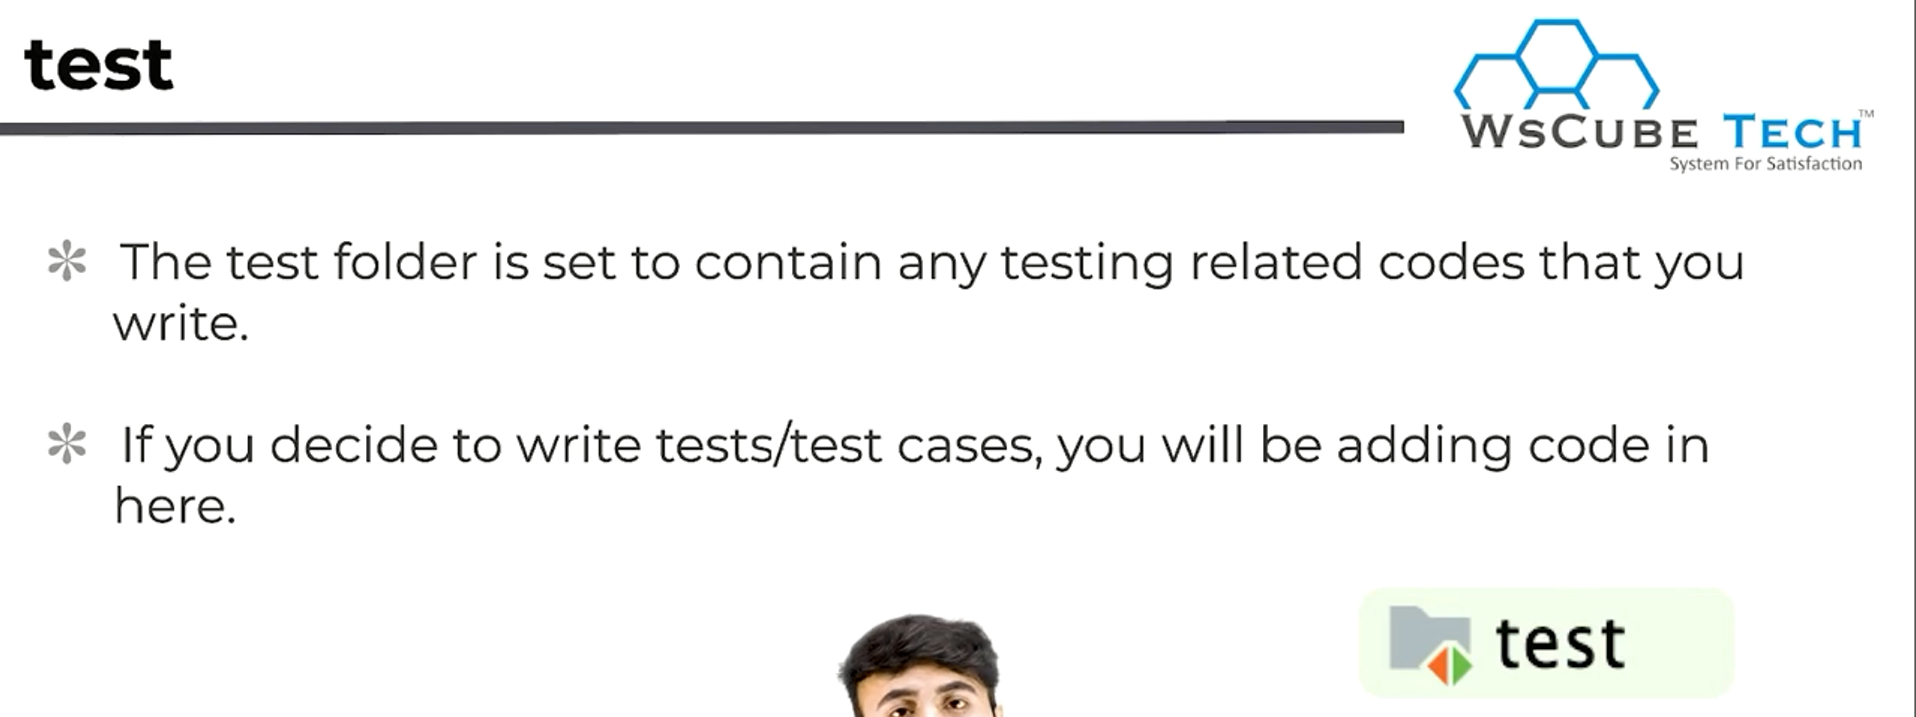 test
WsCube Tech™
System For Satisfaction
The test folder is set to contain any testing related codes that you
write.
If you decide to write tests/test cases, you will be adding code in
here.
test